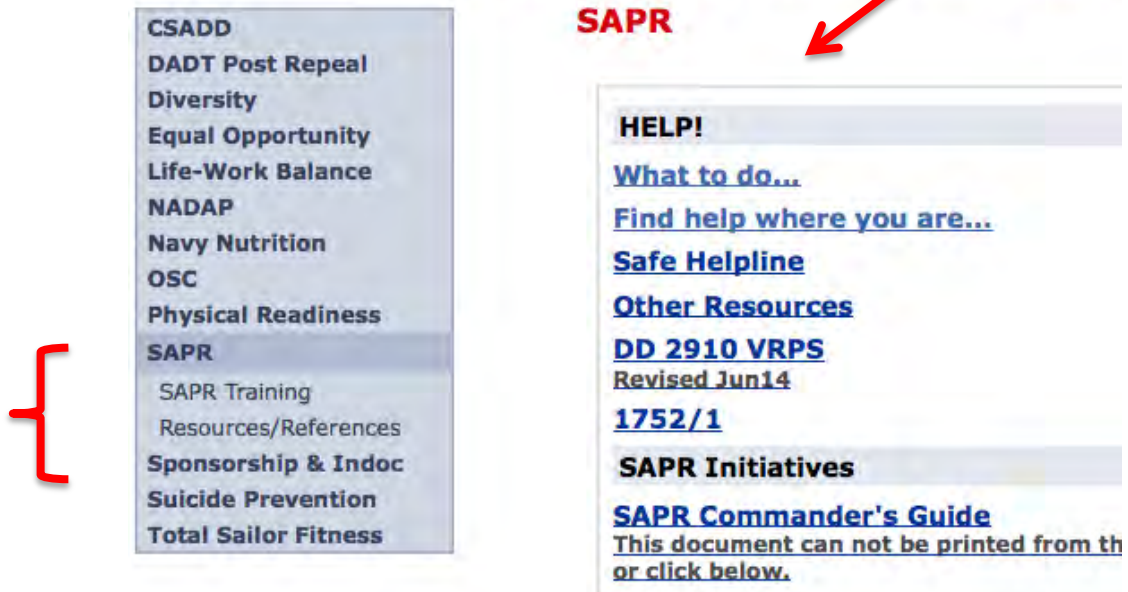 CSADD
DADT Post Repeal
Diversity
Equal Opportunity
Life-Work Balance
NADAP
Navy Nutrition
OSC
Physical Readiness
SAPR
SAPR Training
Resources/References
Sponsorship & Indoc
Suicide Prevention
Total Sailor Fitness
SAPR
HELP!
What to do...
Find help where you are...
Safe Helpline
Other Resources
DD 2910 VRPS
Revised Jun14
1752/1
SAPR Initiatives
SAPR Commander's Guide
This document can not be printed from th
or click below.